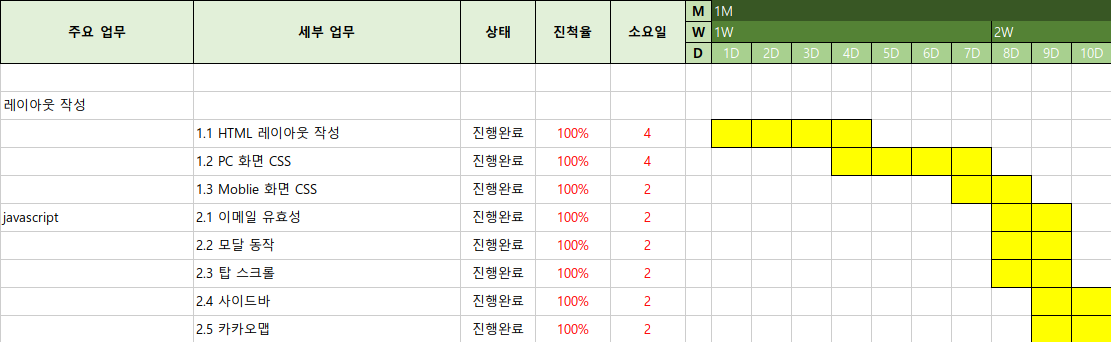 주요 업무 세부 업무 상태 진척율 소요일 M 1M
W 1W 2W
D 1D 2D 3D 4D 5D 6D 7D 8D 9D 10D
레이아웃 작성
1.1 HTML 레이아웃 작성 진행완료 100% 4
1.2 PC 화면 CSS 진행완료 100% 4
1.3 Moblie 화면 CSS 진행완료 100% 2
javascript 2.1 이메일 유효성 진행완료 100% 2
2.2 모달 동작 진행완료 100% 2
2.3 탑 스크롤 진행완료 100% 2
2.4 사이드바 진행완료 100% 2
2.5 카카오맵 진행완료 100% 2